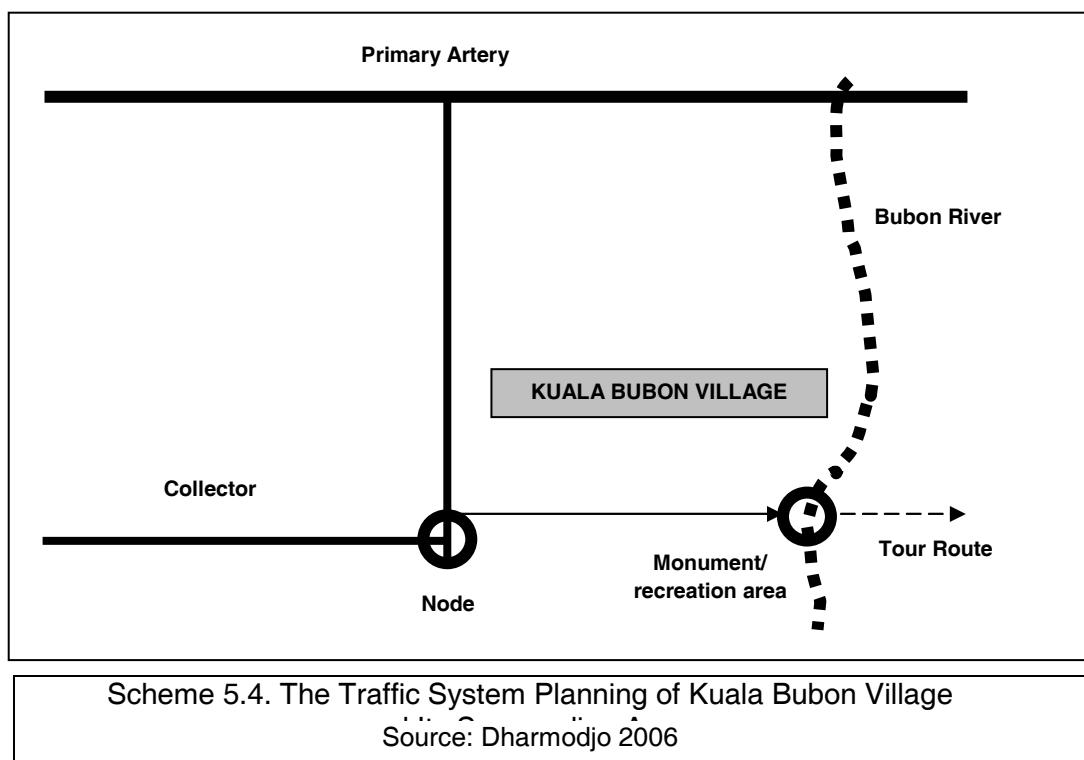 Primary Artery
Bubon River
KUALA BUBON VILLAGE
Collector
Tour Route
Monument/
recreation area
Node
Scheme 5.4. The Traffic System Planning of Kuala Bubon Village
Source: Dharmodjo 2006